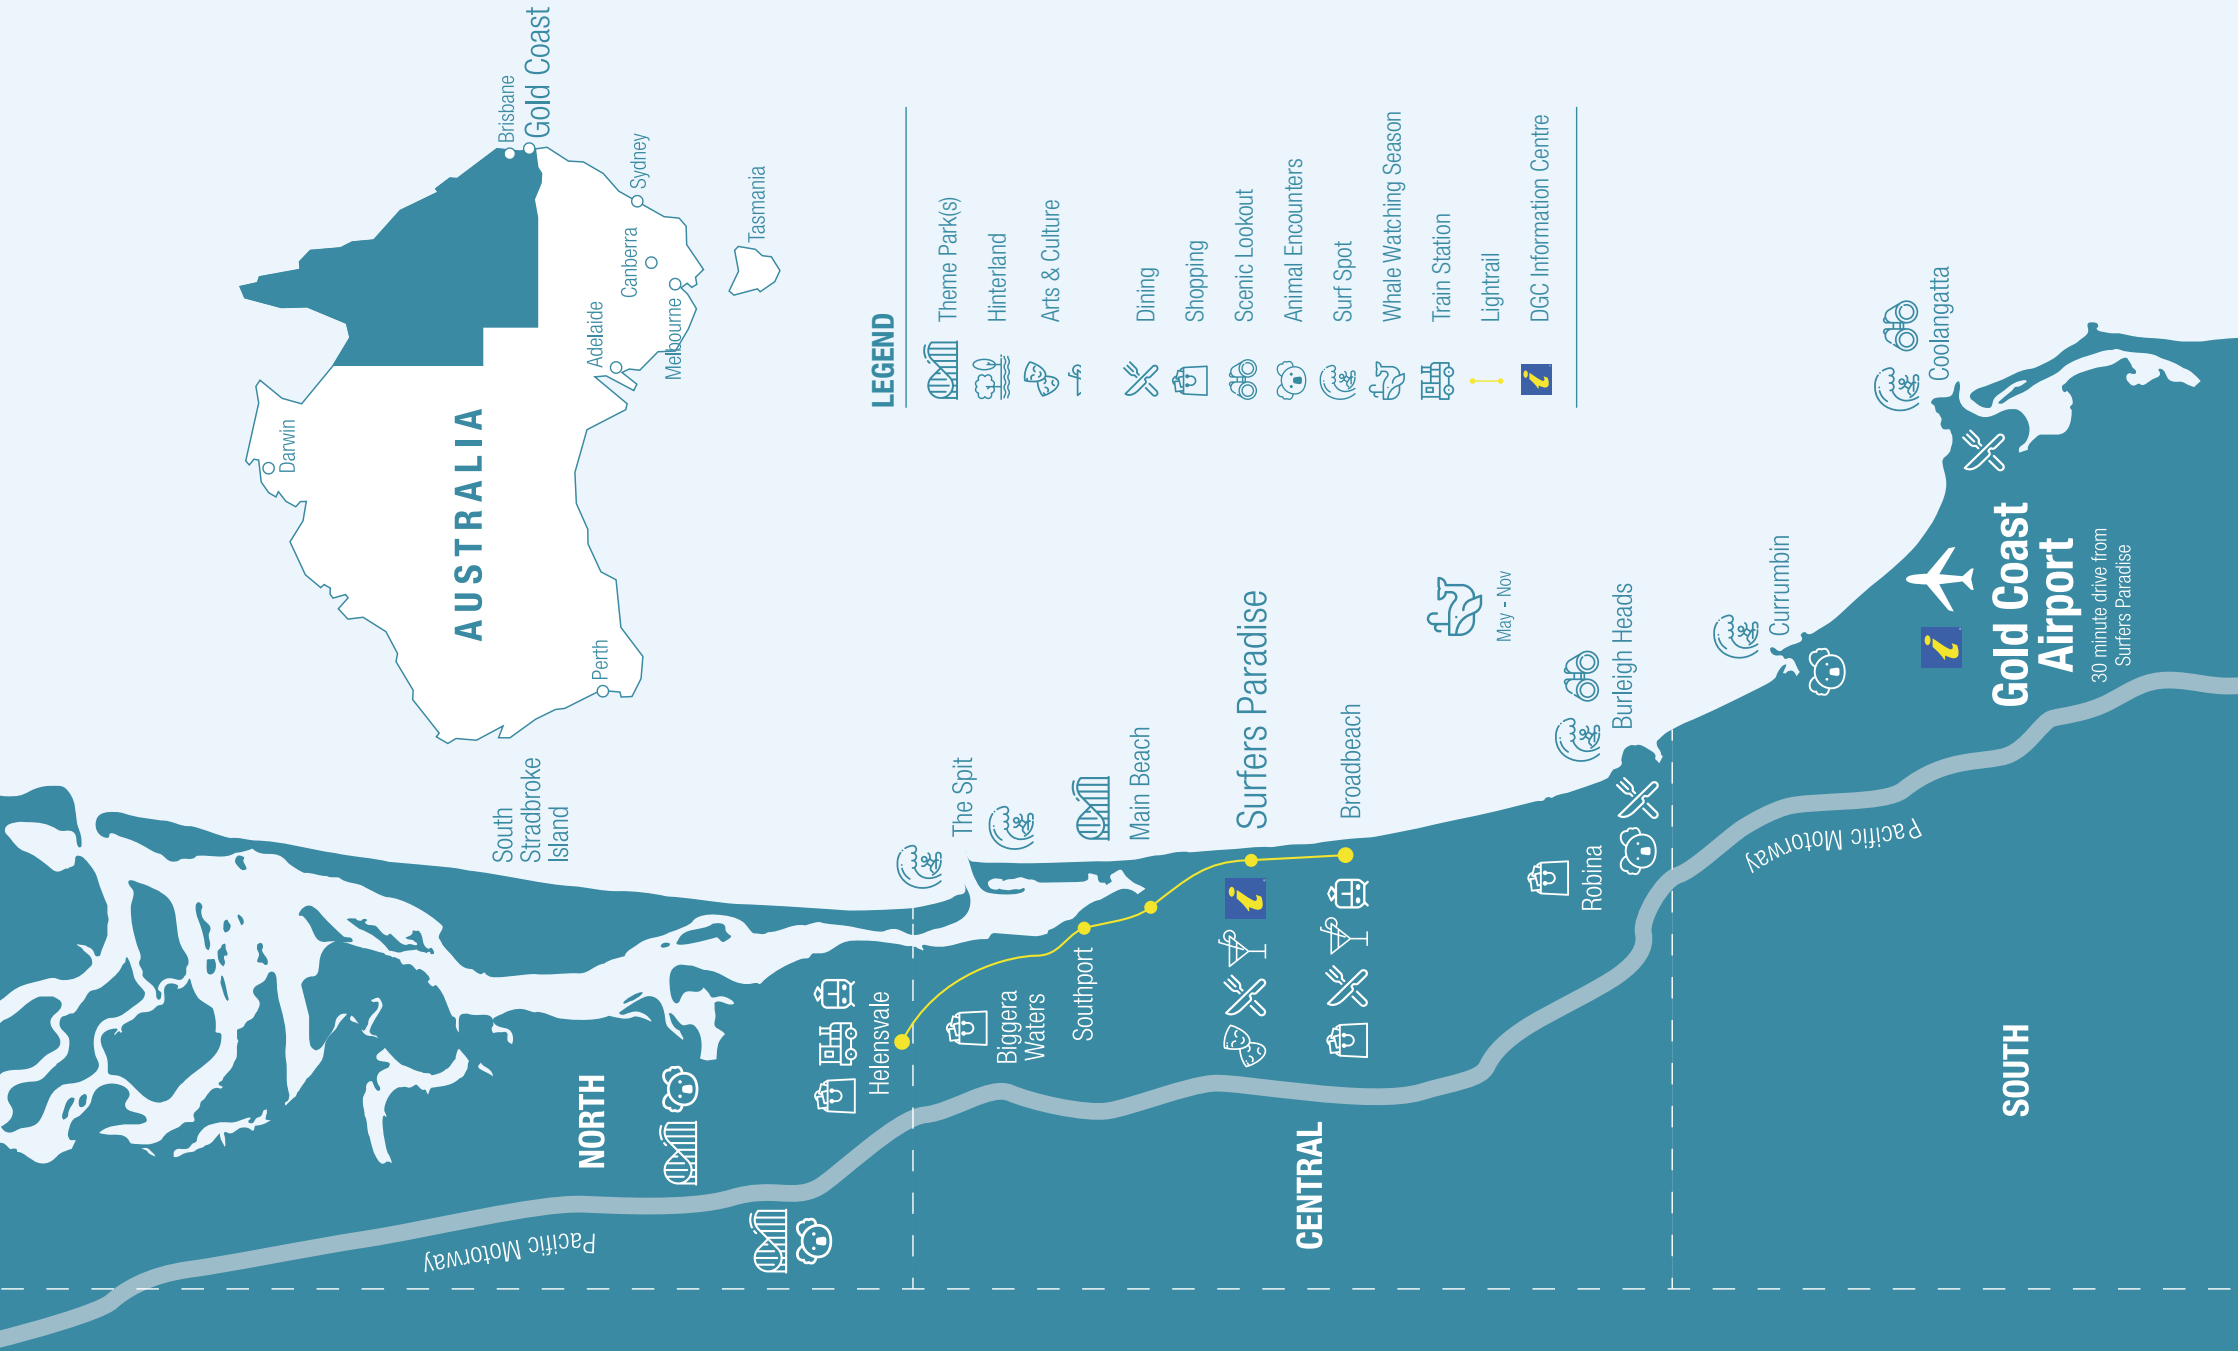 Brisbane
Gold Coast
Sydney
Canberra
Melbourne
Adelaide
Tasmania
Darwin
AUSTRALIA
Perth
LEGEND
Theme Park(s)
Hinterland
Arts & Culture
Dining
Shopping
Scenic Lookout
Animal Encounters
Surf Spot
Whale Watching Season
Train Station
Lightrail
i DGC Information Centre
South
Stradbroke
Island
The Spit
Main Beach
Surfers Paradise
Broadbeach
May - Nov
Burleigh Heads
Currumbin
Coolangatta
NORTH
Helensvale
Biggera
Waters
Southport
i
CENTRAL
Robina
Pacific Motorway
Pacific Motorway
i
Gold Coast
Airport
30 minute drive from
Surfers Paradise
SOUTH